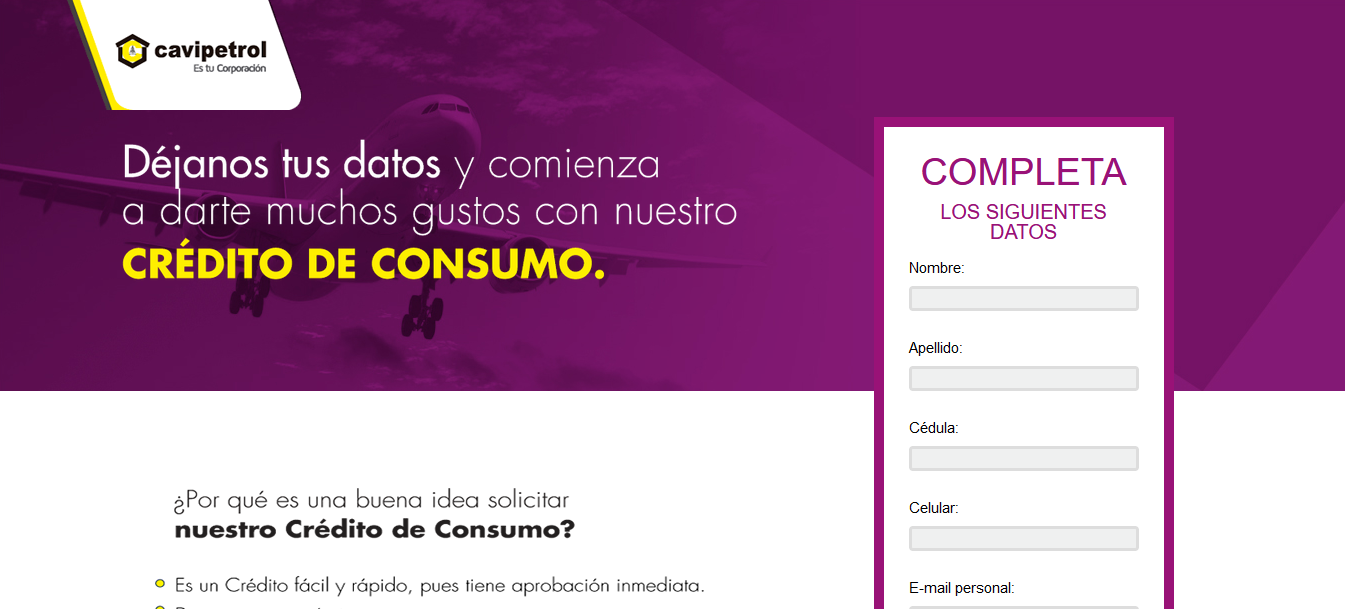 cavipetrol
Es tu Corporación
Déjanos tus datos y comienza
a darte muchos gustos con nuestro
CRÉDITO DE CONSUMO.
¿Por qué es una buena idea solicitar
nuestro Crédito de Consumo?
Es un Crédito fácil y rápido, pues tiene aprobación inmediata.
COMPLETA
LOS SIGUIENTES
DATOS
Nombre:
Apellido:
Cédula:
Celular:
E-mail personal: